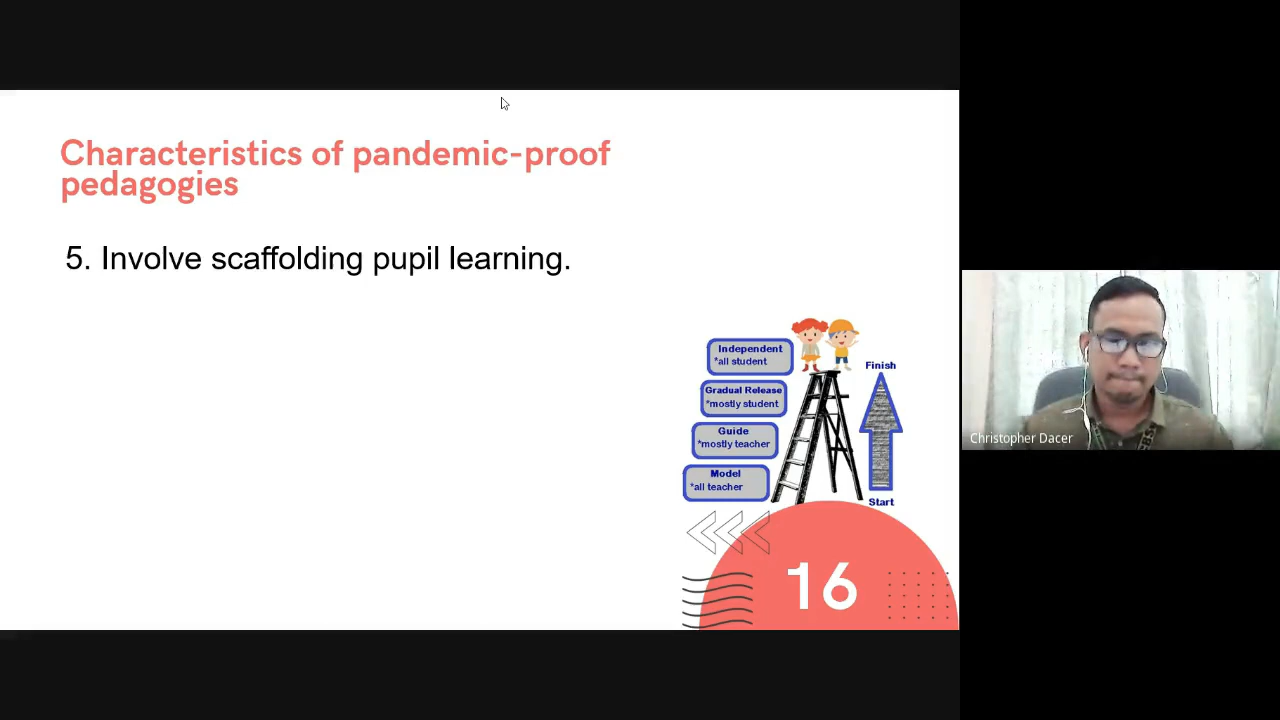 Characteristics of pandemic-proof
pedagogies
5. Involve scaffolding pupil learning.
Independent
*all student
Finish
Gradual Release
*mostly student
Guide
*mostly teacher
Model
*all teacher
Start
16
Christopher Dacer